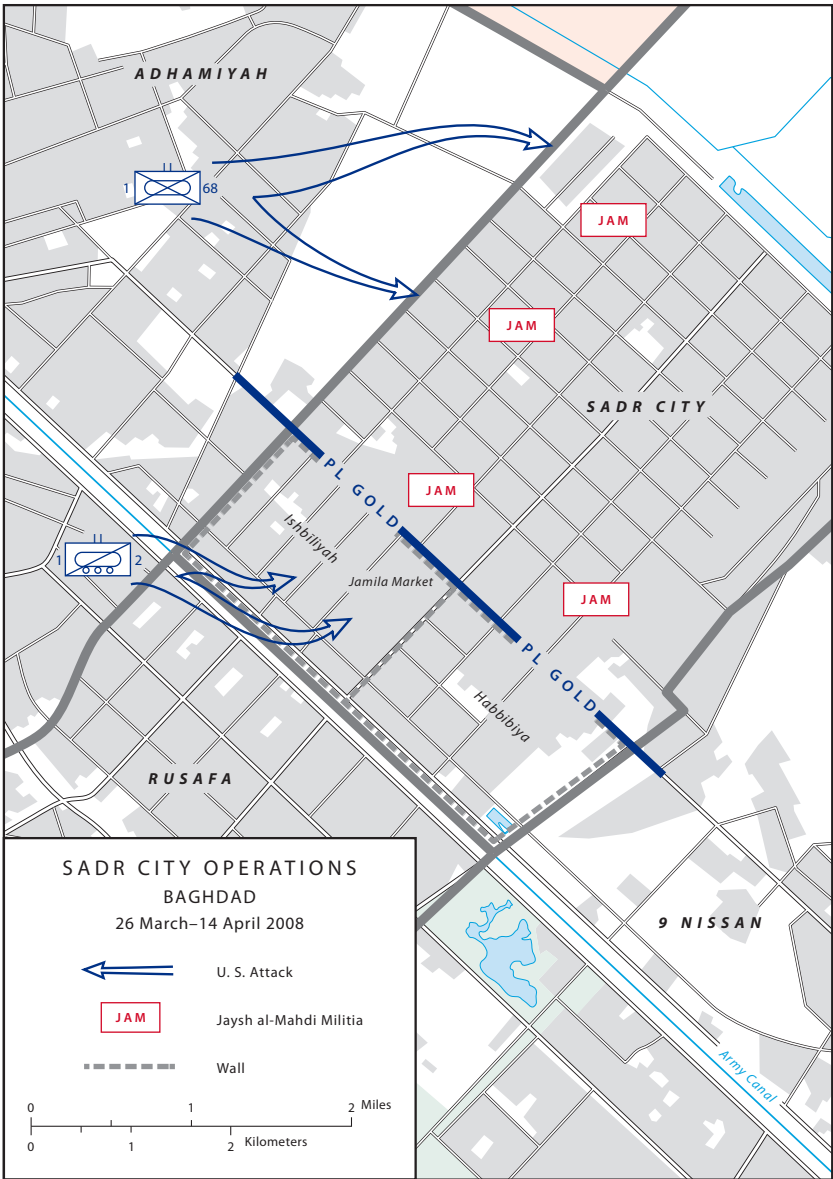 ADHAMIYAH
1 68
JAM
JAM
SADR CITY
PL GOLD
JAM
Ishbiliyah
1 2
Jamila Market
JAM
PL GOLD
Habbibiya
RUSAFA
9 NISSAN
Army Canal
SADR CITY OPERATIONS
BAGHDAD
26 March–14 April 2008
U. S. Attack
JAM
Jaysh al-Mahdi Militia
Wall
0 1 2 Miles
0 1 2 Kilometers